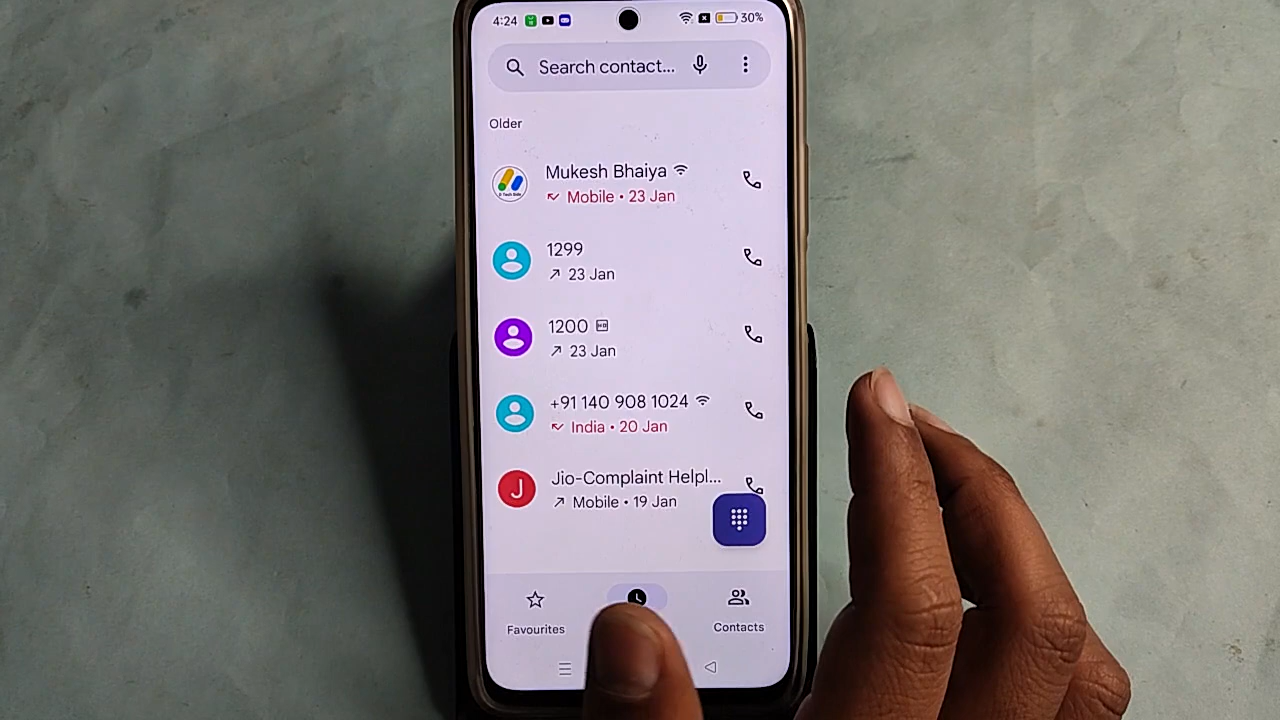 4:24
30%
Search contact...
Older
Mukesh Bhaiya
Mobile • 23 Jan
1299
23 Jan
1200 HD
23 Jan
+91 140 908 1024
India • 20 Jan
J
Jio-Complaint Helpl...
Mobile • 19 Jan
Favourites
Contacts